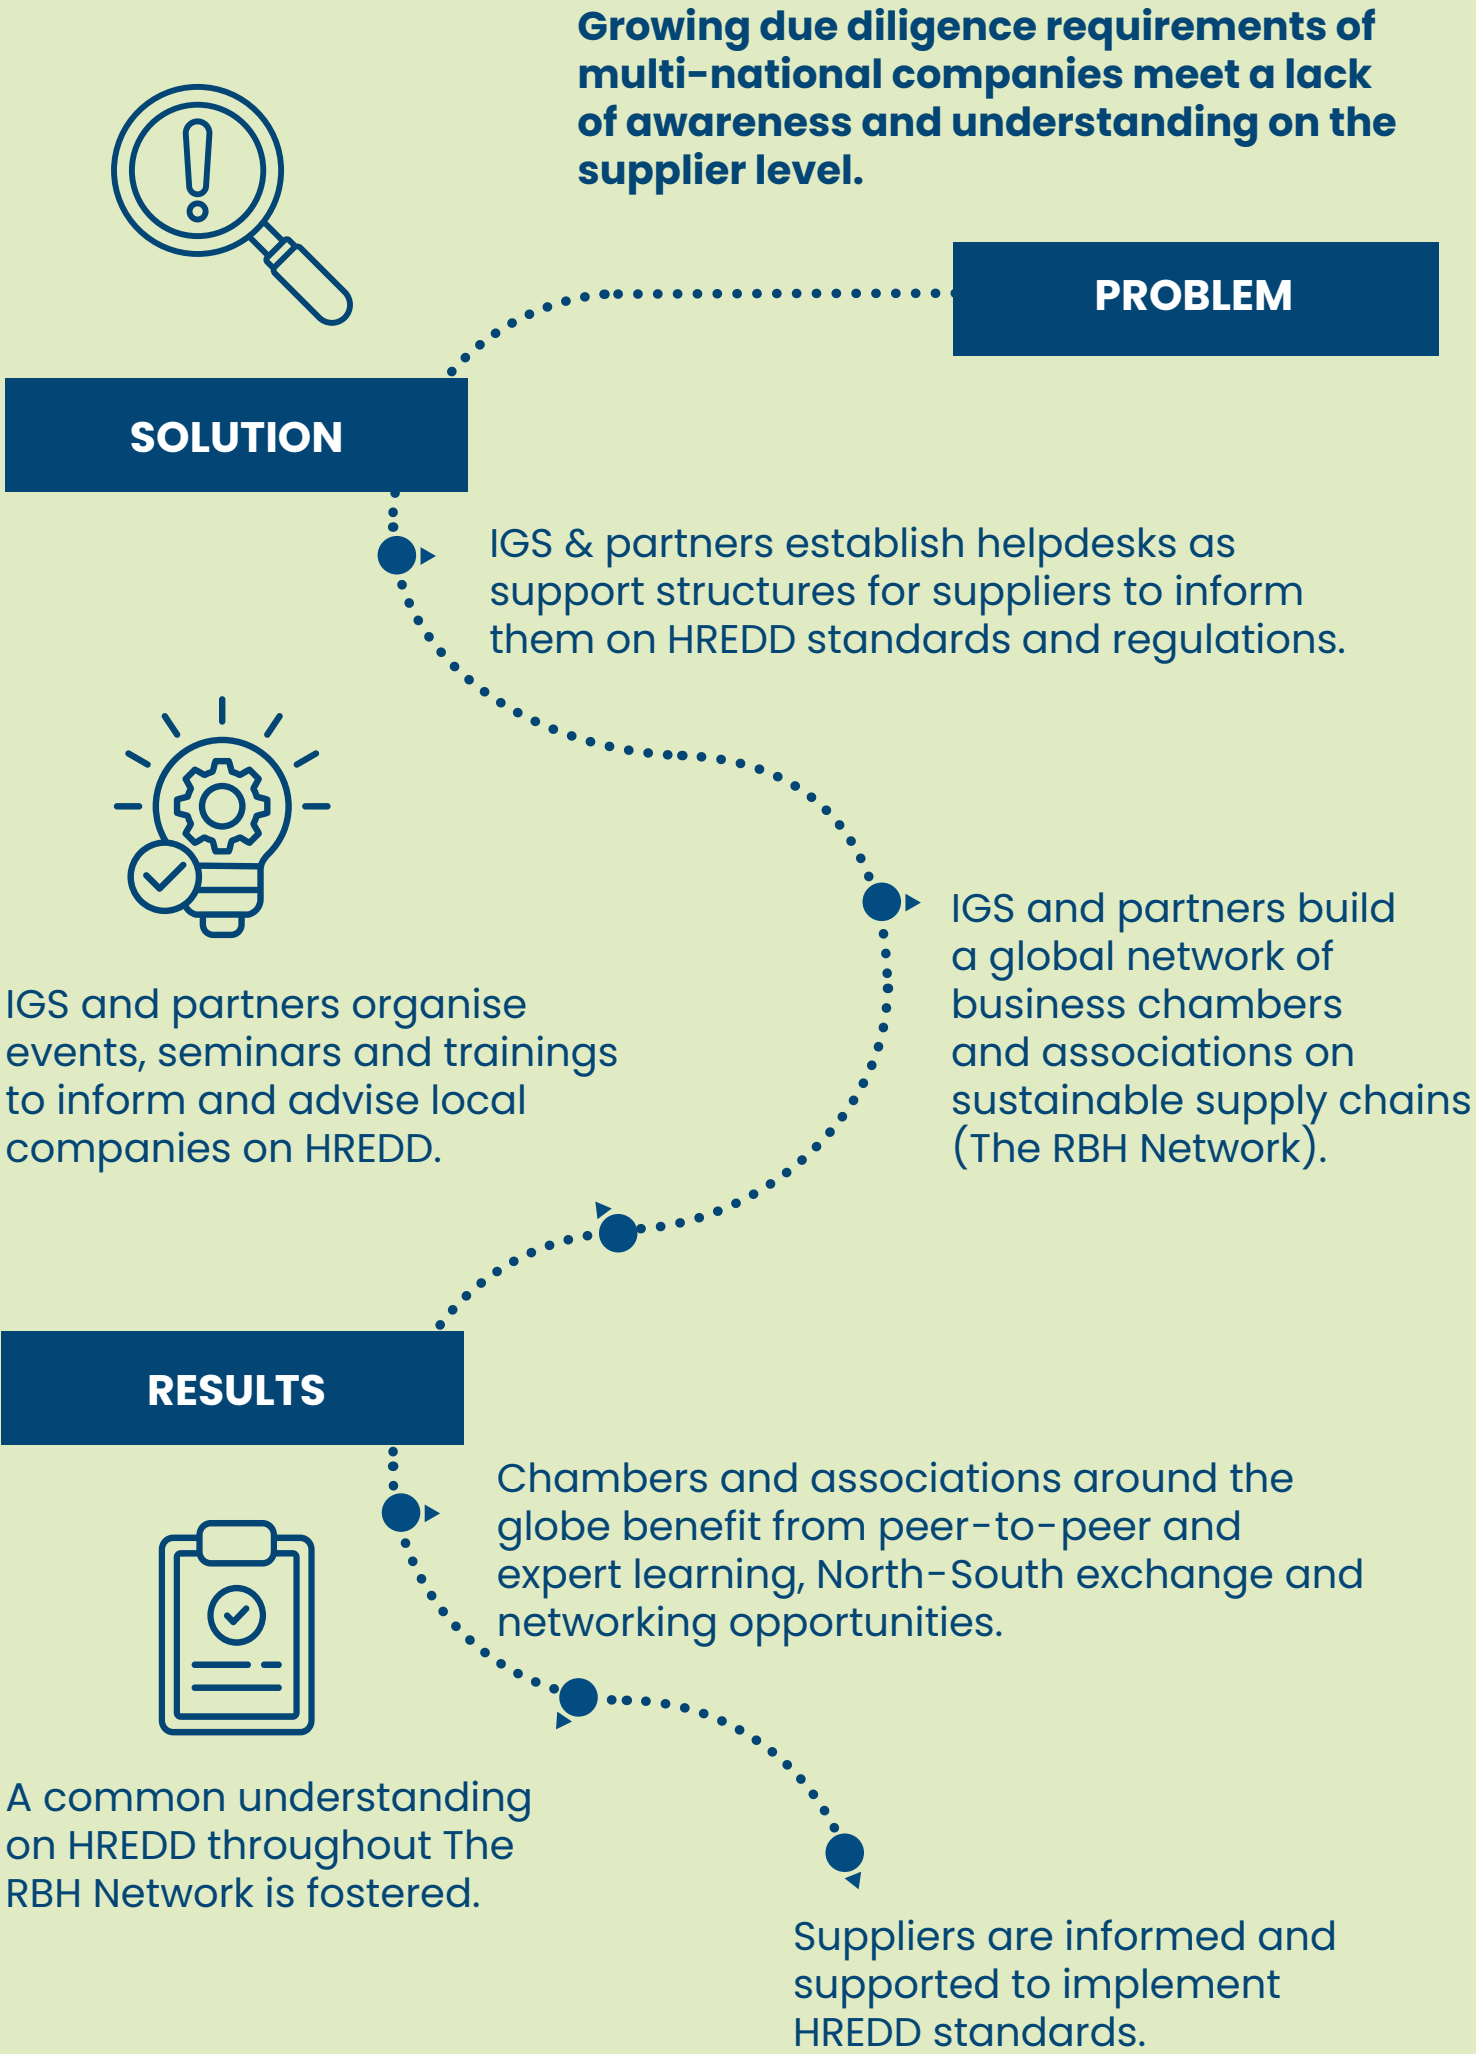 Growing due diligence requirements of
multi-national companies meet a lack
of awareness and understanding on the
supplier level.
PROBLEM
SOLUTION
IGS & partners establish helpdesks as
support structures for suppliers to inform
them on HREDD standards and regulations.
IGS and partners build
a global network of
business chambers
and associations on
sustainable supply chains
(The RBH Network).
IGS and partners organise
events, seminars and trainings
to inform and advise local
companies on HREDD.
RESULTS
Chambers and associations around the
globe benefit from peer-to-peer and
expert learning, North-South exchange and
networking opportunities.
A common understanding
on HREDD throughout The
RBH Network is fostered.
Suppliers are informed and
supported to implement
HREDD standards.